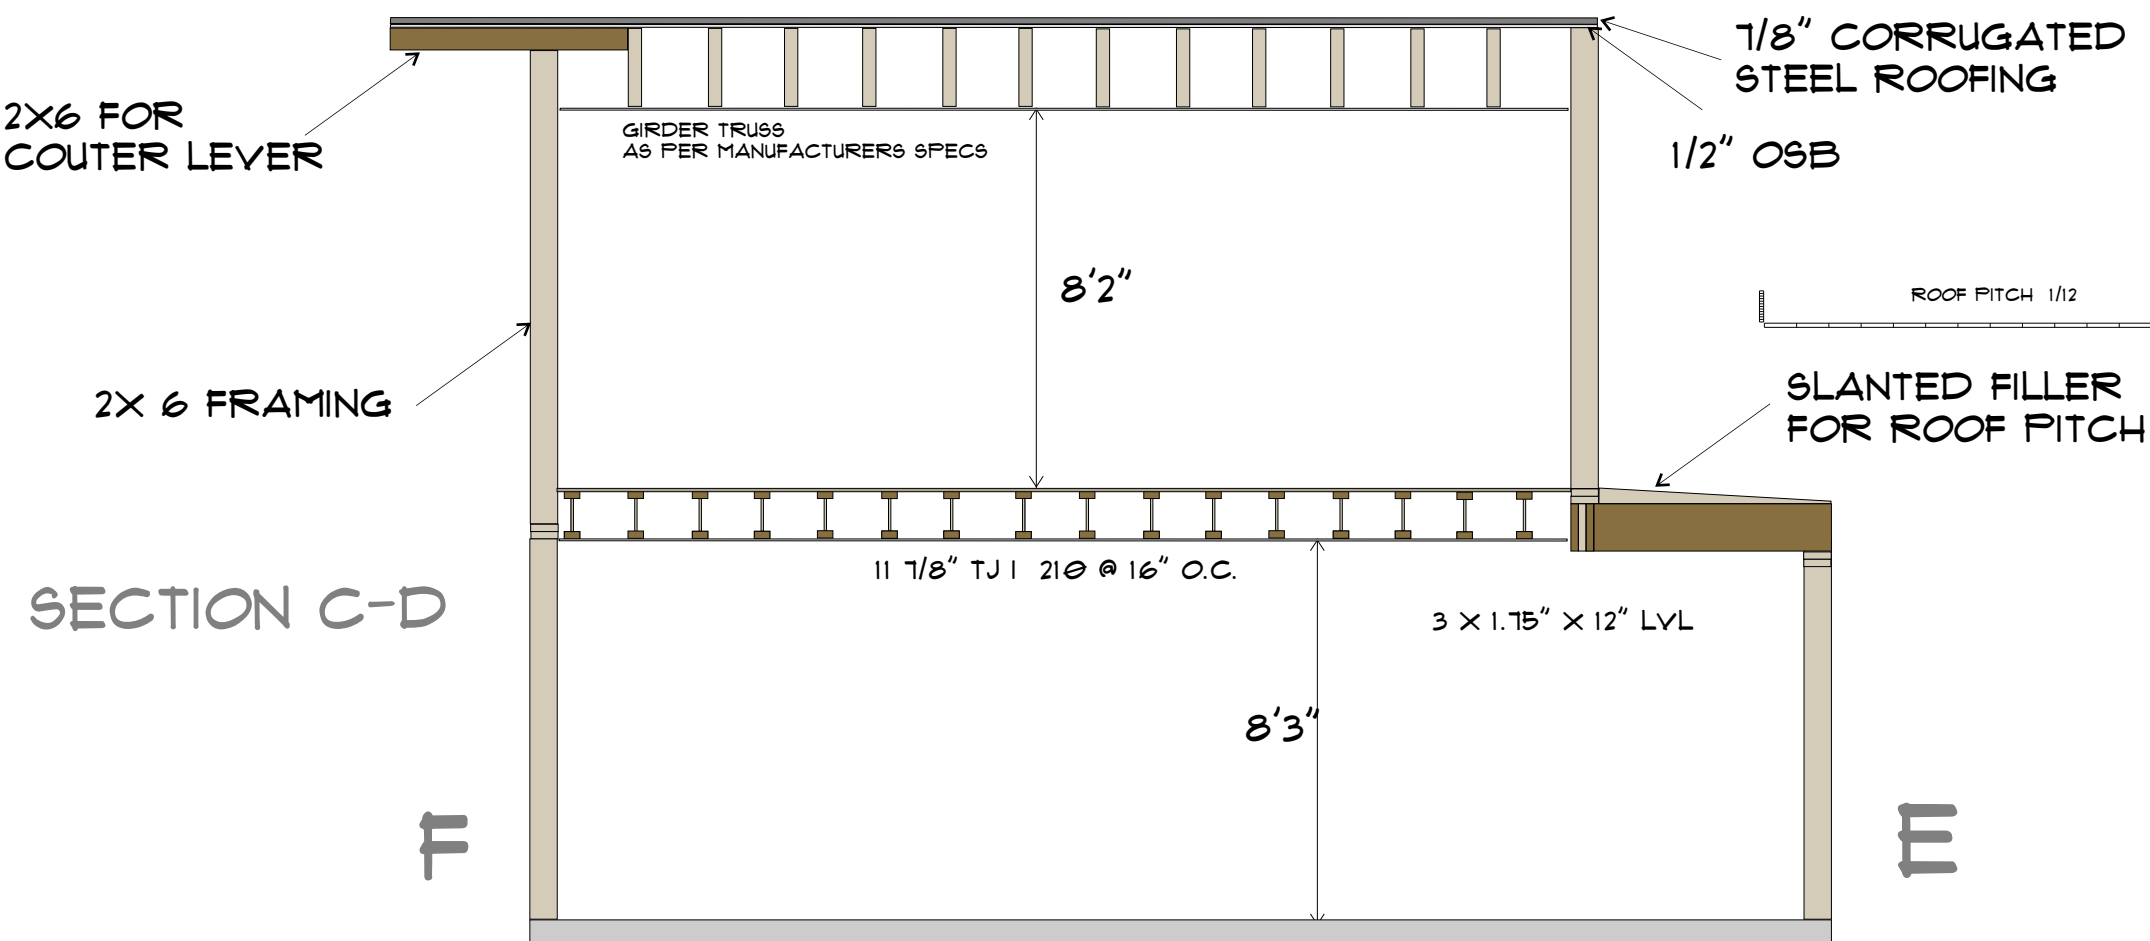 7/8" CORRUGATED
STEEL ROOFING
2X6 FOR
COUTER LEVER
GIRDER TRUSS
AS PER MANUFACTURERS SPECS
1/2" OSB
8'2"
ROOF PITCH 1/12
2X 6 FRAMING
SLANTED FILLER
FOR ROOF PITCH
11 7/8" TJI 210 @ 16" O.C.
SECTION C-D
3 X 1.75" X 12" LVL
8'3"
F
E